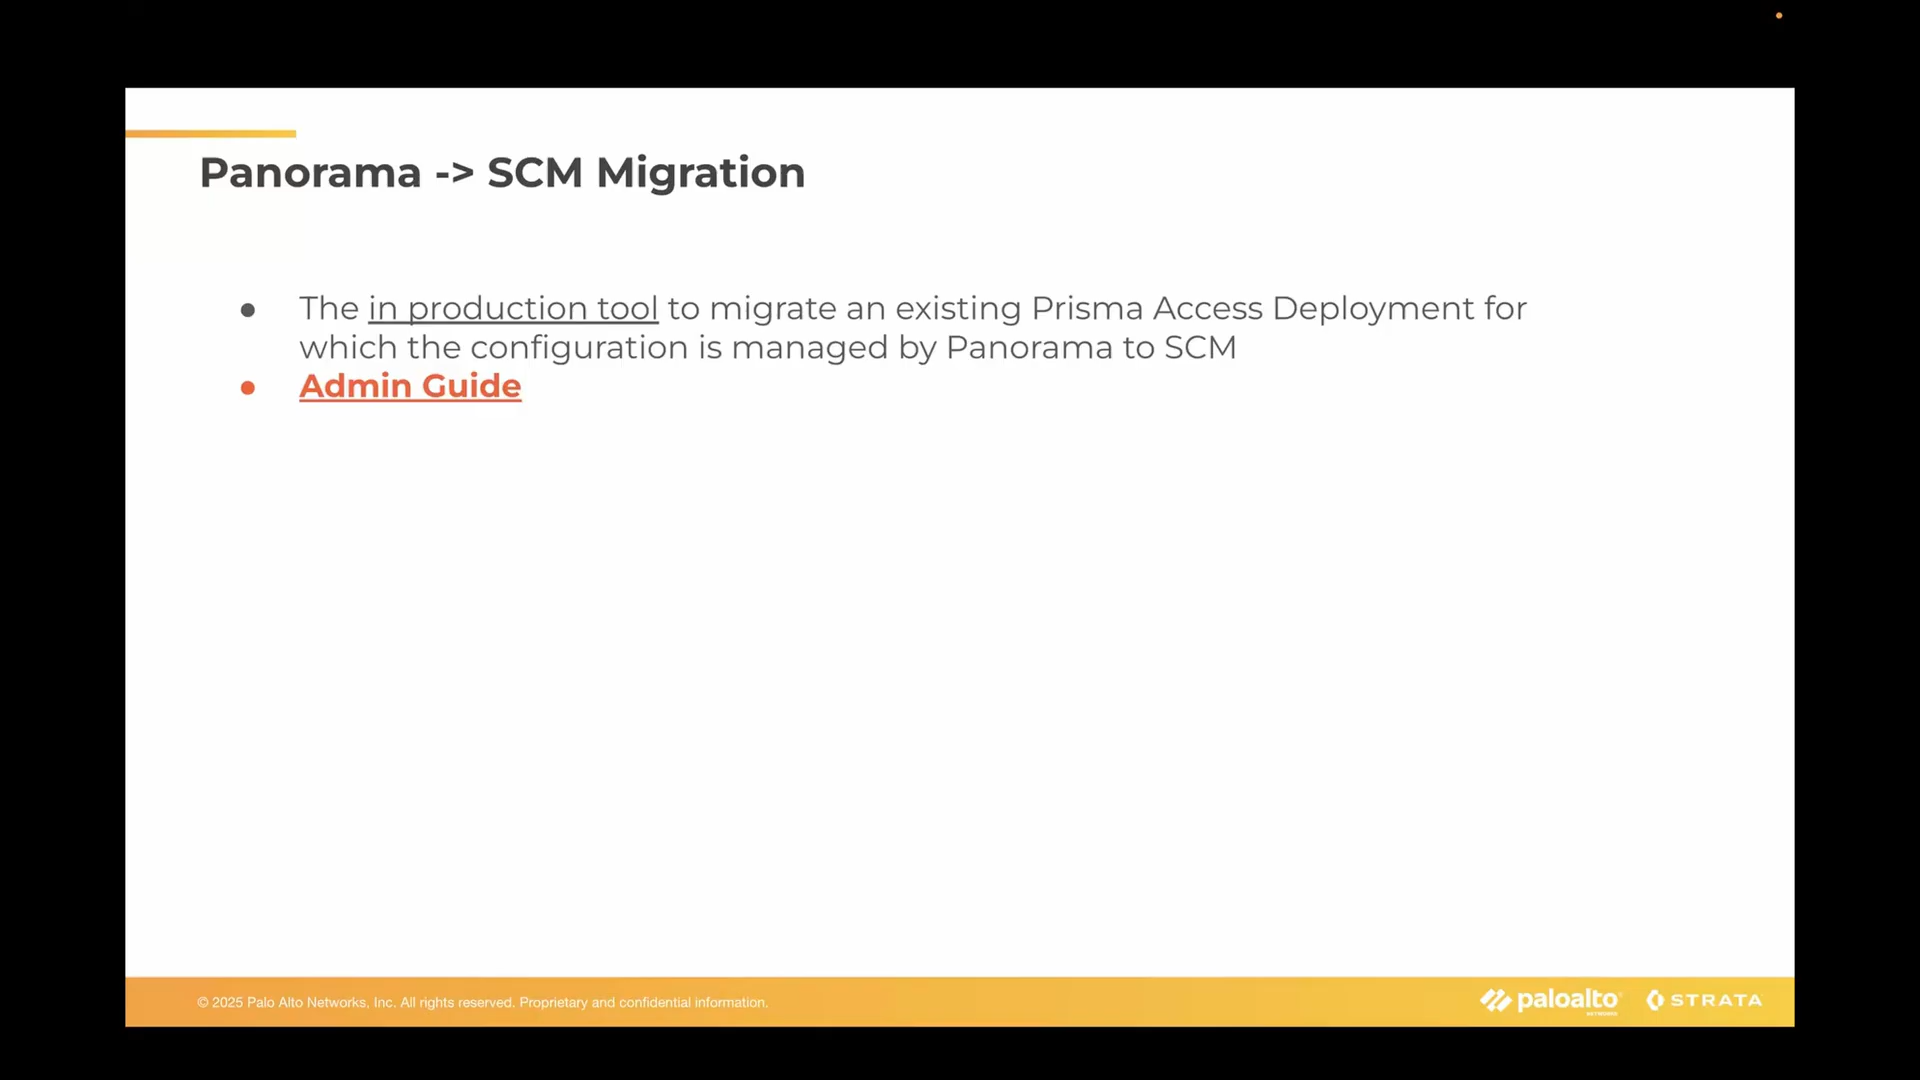 Panorama -> SCM Migration
● The in production tool to migrate an existing Prisma Access Deployment for
which the configuration is managed by Panorama to SCM
● Admin Guide
© 2025 Palo Alto Networks, Inc. All rights reserved. Proprietary and confidential information.
paloalto
NETWORKS
STRATA